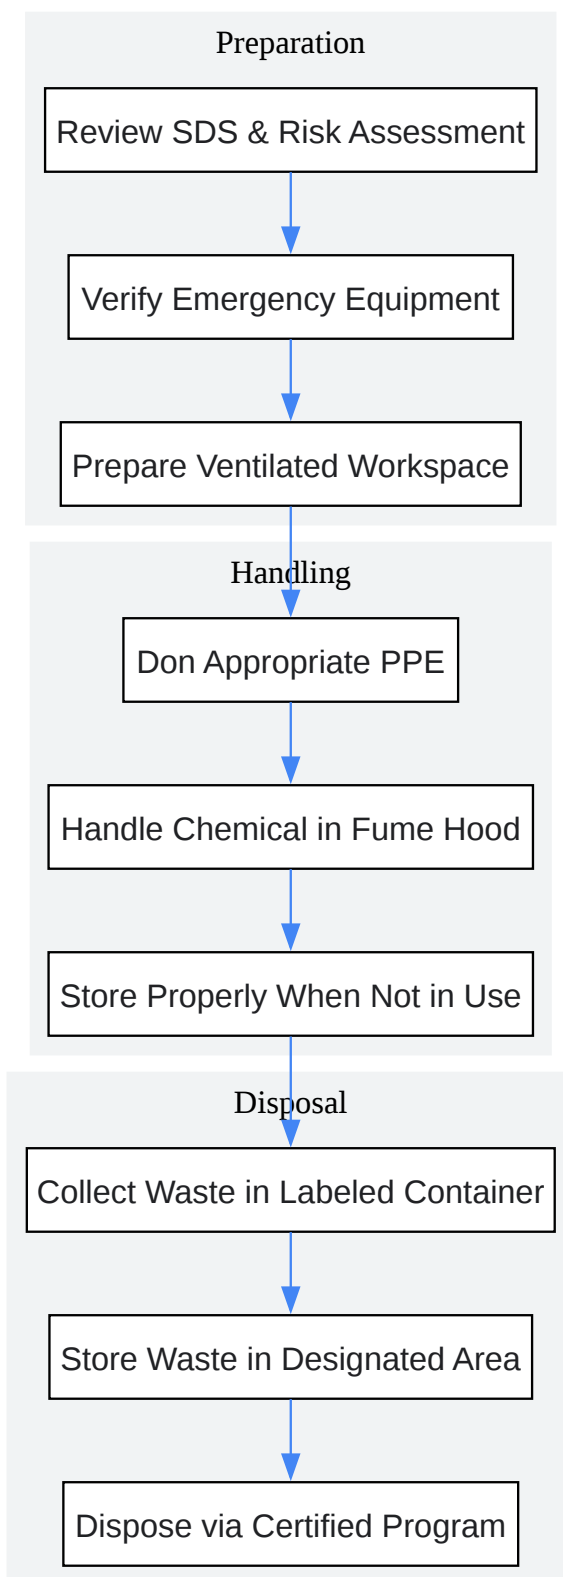 Preparation
Review SDS & Risk Assessment
Verify Emergency Equipment
Prepare Ventilated Workspace
Handling
Don Appropriate PPE
Handle Chemical in Fume Hood
Store Properly When Not in Use
Disposal
Collect Waste in Labeled Container
Store Waste in Designated Area
Dispose via Certified Program